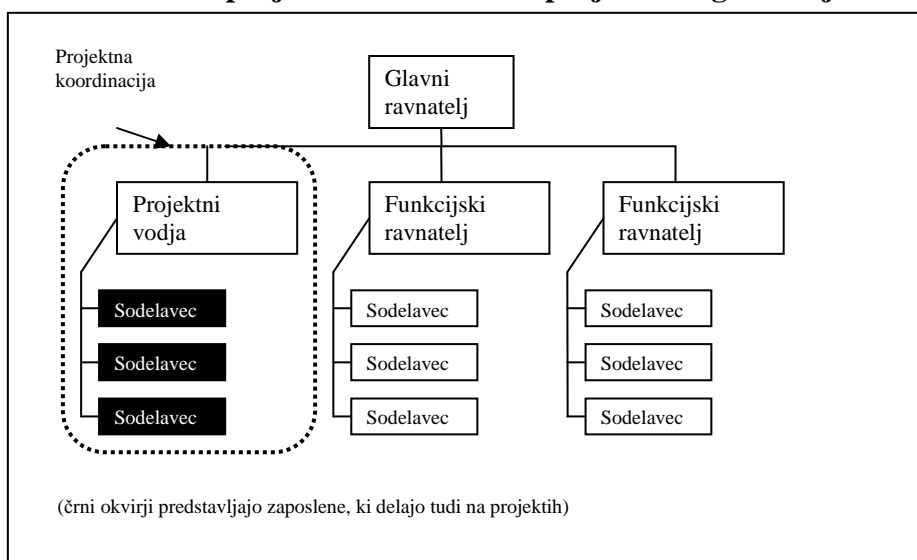 Projektna
koordinacija
Glavni
ravnatelj
Projektni
vodja
Funkcijski
ravnatelj
Funkcijski
ravnatelj
Sodelavec
Sodelavec
Sodelavec
Sodelavec
Sodelavec
Sodelavec
Sodelavec
Sodelavec
Sodelavec
(črni okvirji predstavljajo zaposlene, ki delajo tudi na projektih)